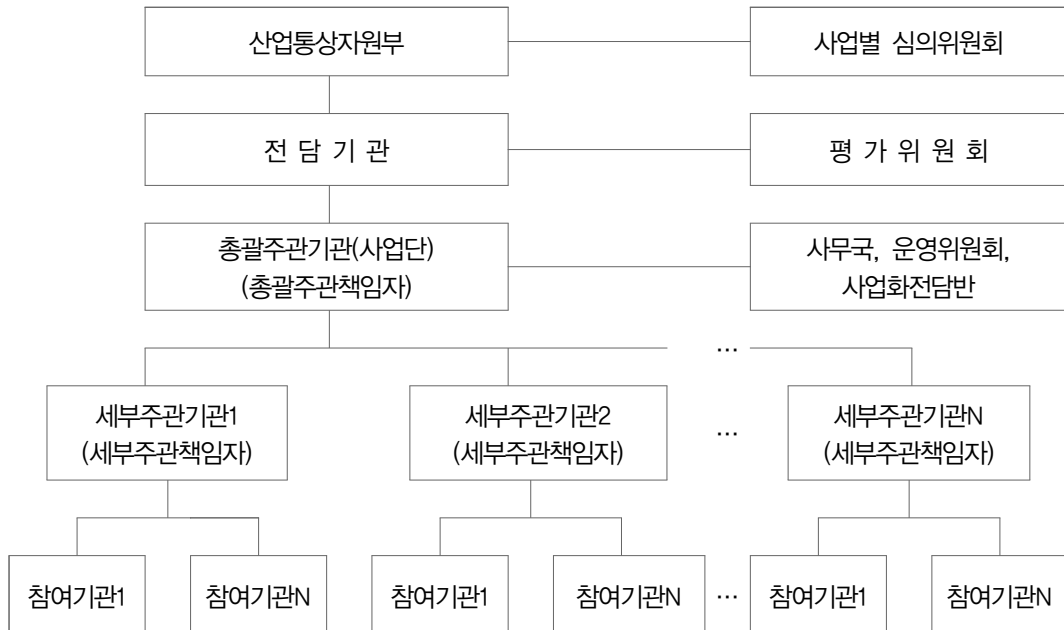 산업통상자원부
사업별 심의위원회
전 담 기 관
평 가 위 원 회
총괄주관기관(사업단)
(총괄주관책임자)
사무국, 운영위원회,
사업화전담반
...
세부주관기관1
(세부주관책임자)
세부주관기관2
(세부주관책임자)
...
세부주관기관N
(세부주관책임자)
참여기관1
참여기관N
참여기관1
참여기관N
...
참여기관1
참여기관N